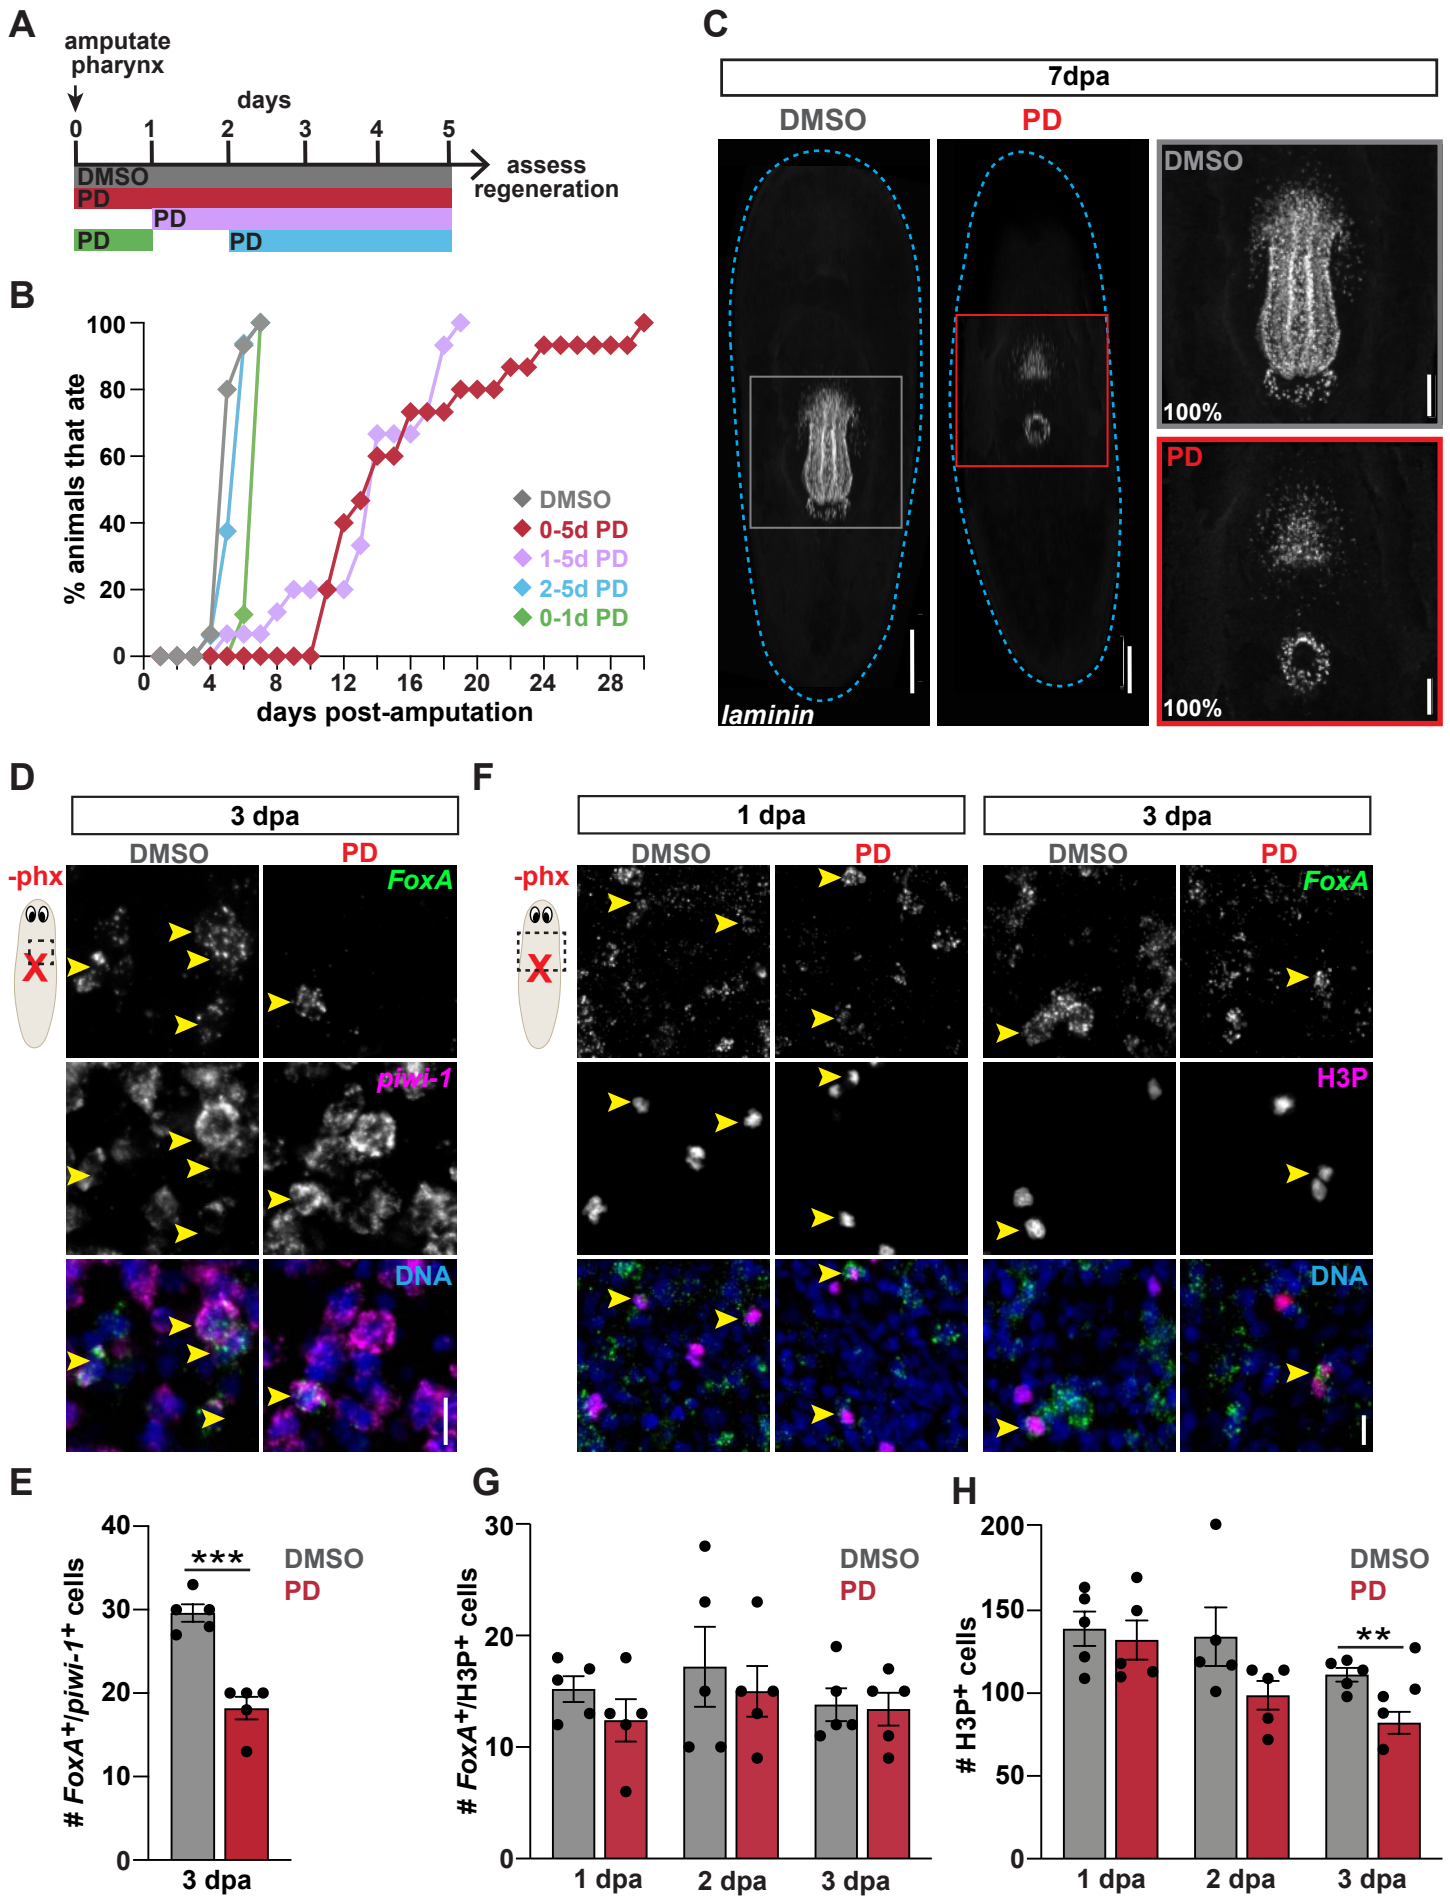 A
amputate
pharynx
days
0 1 2 3 4 5
assess
regeneration
DMSO
PD
PD
PD PD
B
% animals that ate
100
80
60
40
20
0
0 4 8 12 16 20 24 28
days post-amputation
DMSO
0-5d PD
1-5d PD
2-5d PD
0-1d PD
C
7dpa
DMSO PD
laminin
DMSO
100%
PD
100%
D
3 dpa
DMSO PD
-phx
X
FoxA
piwi-1
DNA
F
1 dpa 3 dpa
DMSO PD DMSO PD
-phx
X
FoxA
H3P
DNA
E
# FoxA+/piwi-1+ cells
40
30
20
10
0
***
DMSO
PD
3 dpa
G
# FoxA+/H3P+ cells
30
20
10
0
DMSO
PD
1 dpa 2 dpa 3 dpa
H
# H3P+ cells
200
150
100
50
0
DMSO
PD
**
1 dpa 2 dpa 3 dpa